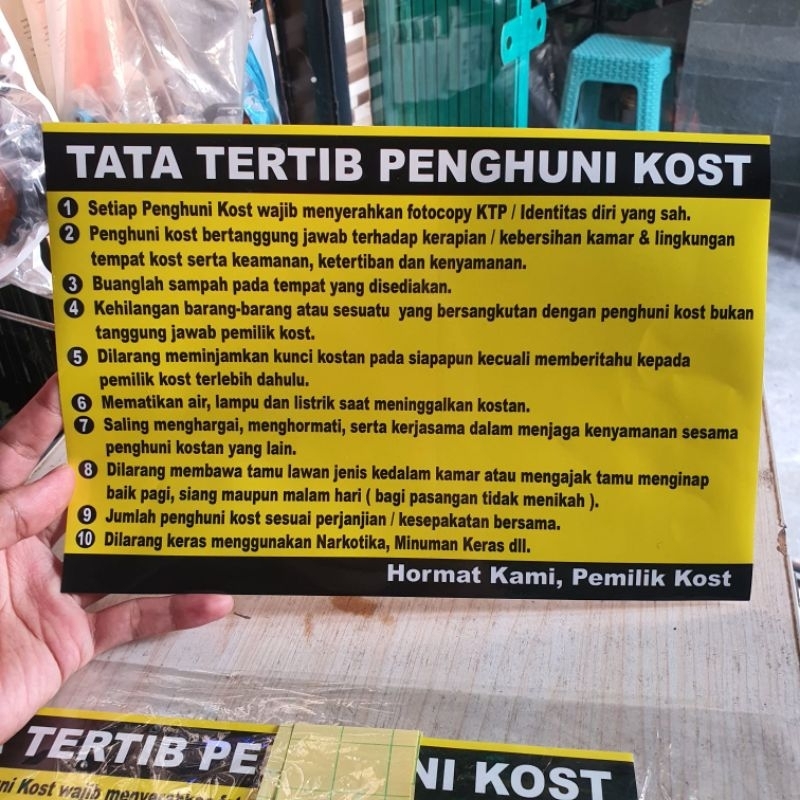 TATA TERTIB PENGHUNI KOST
1 Setiap Penghuni Kost wajib menyerahkan fotocopy KTP / Identitas diri yang sah.
2 Penghuni kost bertanggung jawab terhadap kerapian / kebersihan kamar & lingkungan
tempat kost serta keamanan, ketertiban dan kenyamanan.
3 Buanglah sampah pada tempat yang disediakan.
4 Kehilangan barang-barang atau sesuatu yang bersangkutan dengan penghuni kost bukan
tanggung jawab pemilik kost.
5 Dilarang meminjamkan kunci kostan pada siapapun kecuali memberitahu kepada
pemilik kost terlebih dahulu.
6 Mematikan air, lampu dan listrik saat meninggalkan kostan.
7 Saling menghargai, menghormati, serta kerjasama dalam menjaga kenyamanan sesama
penghuni kostan yang lain.
8 Dilarang membawa tamu lawan jenis kedalam kamar atau mengajak tamu menginap
baik pagi, siang maupun malam hari ( bagi pasangan tidak menikah ).
9 Jumlah penghuni kost sesuai perjanjian / kesepakatan bersama.
10 Dilarang keras menggunakan Narkotika, Minuman Keras dll.
Hormat Kami, Pemilik Kost
TERTIB PE NI KOST
Kost wajib